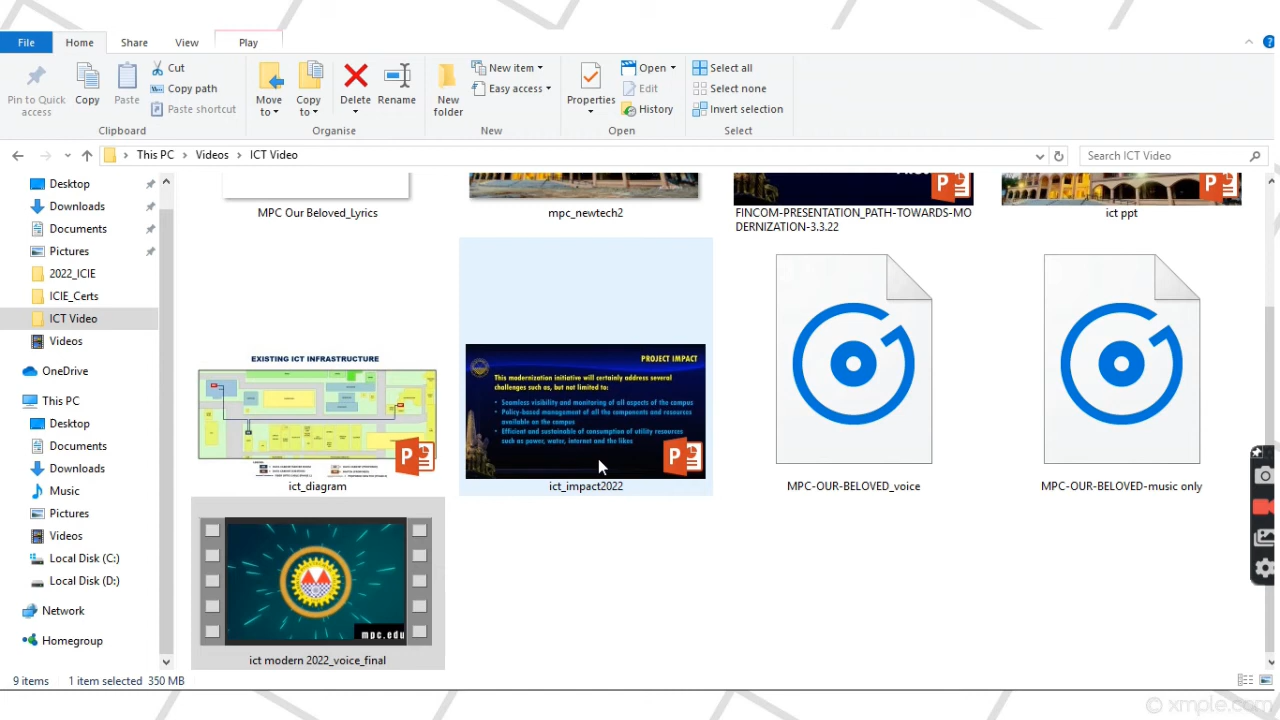 File Home Share View Play
Pin to Quick access
Copy
Paste
Cut
Copy path
Paste shortcut
Clipboard
Move to
Copy to
Delete
Rename
Organise
New folder
New item
Easy access
New
Properties
Open
Edit
History
Open
Select all
Select none
Invert selection
Select
This PC Videos ICT Video
Search ICT Video
Desktop
Downloads
Documents
Pictures
2022_ICIE
ICIE_Certs
ICT Video
Videos
OneDrive
This PC
Desktop
Documents
Downloads
Music
Pictures
Videos
Local Disk (C:)
Local Disk (D:)
Network
Homegroup
MPC Our Beloved_Lyrics
mpc_newtech2
FINCOM-PRESENTATION_PATH-TOWARDS-MO
DERNIZATION-3.3.22
ict ppt
EXISTING ICT INFRASTRUCTURE
ict_diagram
PROJECT IMPACT
This modernization initiative will certainly address several
challenges such as, but not limited to:
• Seamless visibility and monitoring of all aspects of the campus
• Policy-based management of all the components and resources
available on the campus
• Efficient and sustainable of consumption of utility resources
such as power, water, internet and the likes
ict_impact2022
MPC-OUR-BELOVED_voice
MPC-OUR-BELOVED-music only
mpc.edu
ict modern 2022_voice_final
9 items 1 item selected 350 MB
xmple.com